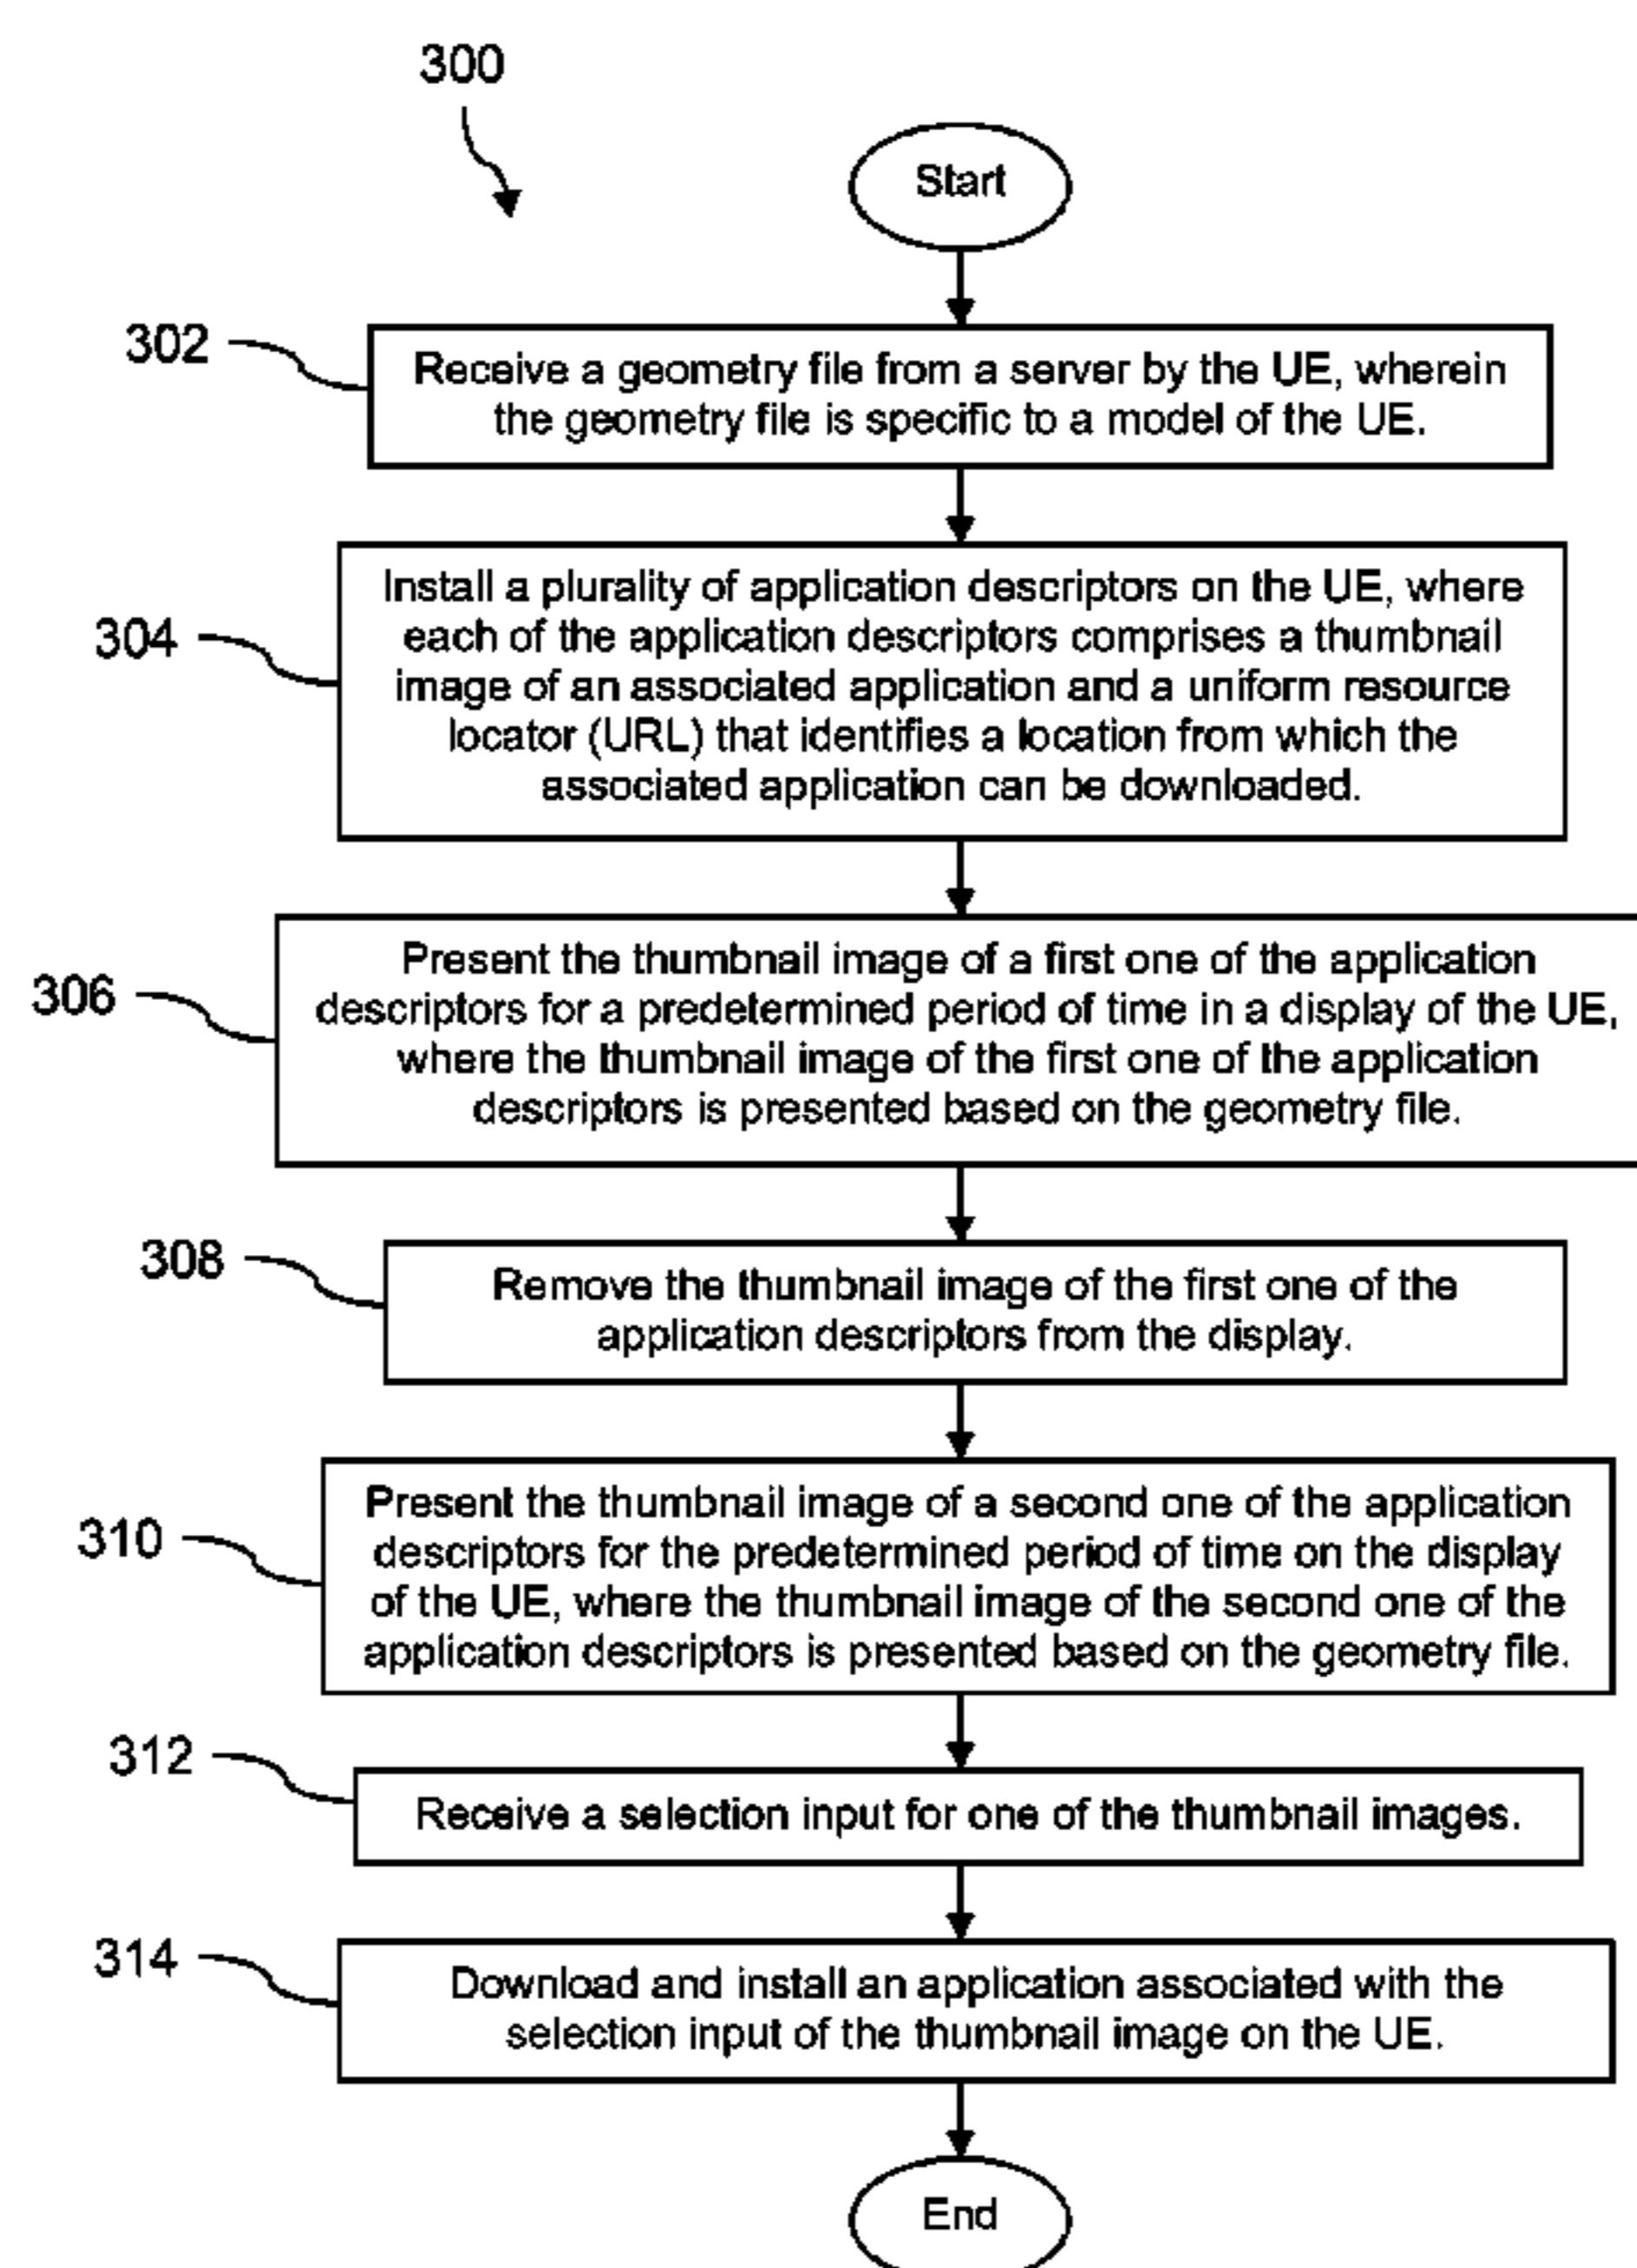 300
Start
302
Receive a geometry file from a server by the UE, wherein
the geometry file is specific to a model of the UE.
304
Install a plurality of application descriptors on the UE, where
each of the application descriptors comprises a thumbnail
image of an associated application and a uniform resource
locator (URL) that identifies a location from which the
associated application can be downloaded.
306
Present the thumbnail image of a first one of the application
descriptors for a predetermined period of time in a display of the UE,
where the thumbnail image of the first one of the application
descriptors is presented based on the geometry file.
308
Remove the thumbnail image of the first one of the
application descriptors from the display.
310
Present the thumbnail image of a second one of the application
descriptors for the predetermined period of time on the display
of the UE, where the thumbnail image of the second one of the
application descriptors is presented based on the geometry file.
312
Receive a selection input for one of the thumbnail images.
314
Download and install an application associated with the
selection input of the thumbnail image on the UE.
End